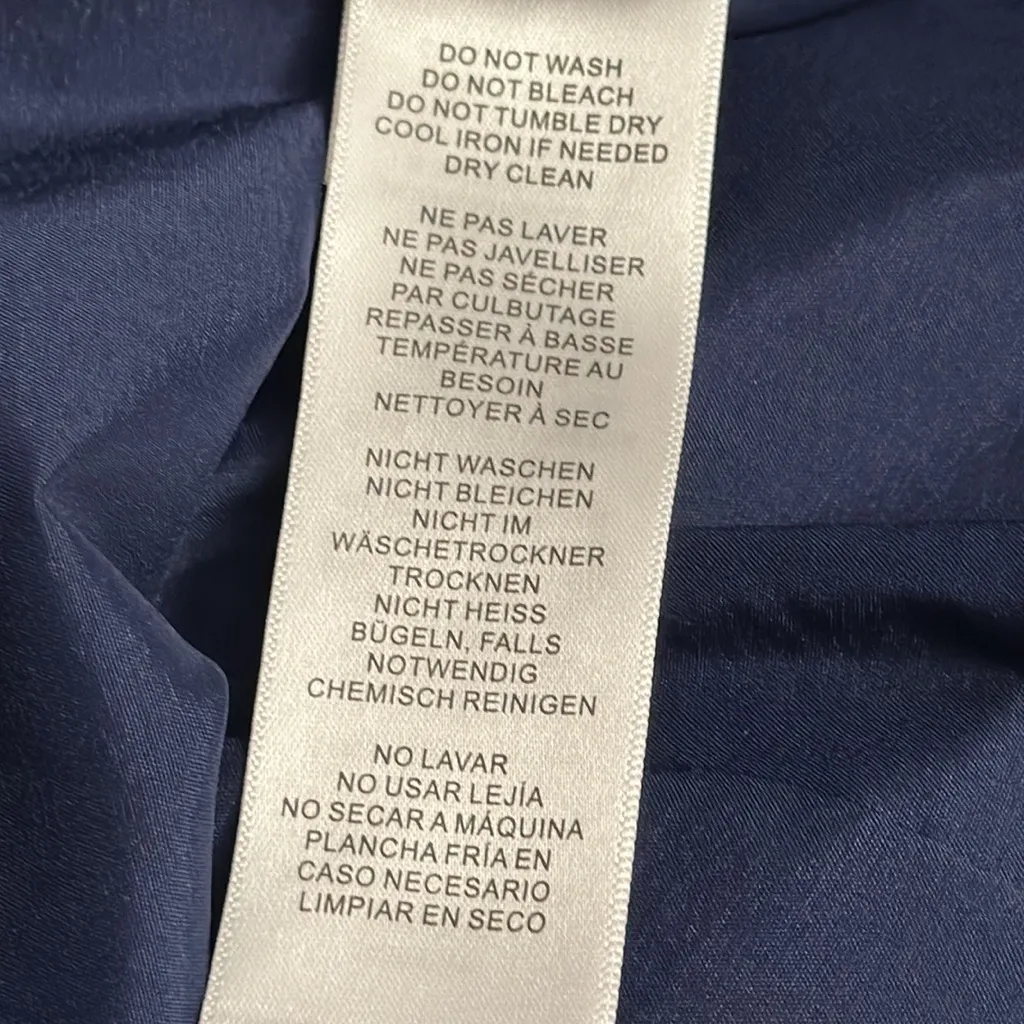 DO NOT WASH
DO NOT BLEACH
DO NOT TUMBLE DRY
COOL IRON IF NEEDED
DRY CLEAN
NE PAS LAVER
NE PAS JAVELLISER
NE PAS SÉCHER
PAR CULBUTAGE
REPASSER À BASSE
TEMPÉRATURE AU
BESOIN
NETTOYER À SEC
NICHT WASCHEN
NICHT BLEICHEN
NICHT IM
WÄSCHETROCKNER
TROCKNEN
NICHT HEISS
BÜGELN, FALLS
NOTWENDIG
CHEMISCH REINIGEN
NO LAVAR
NO USAR LEJÍA
NO SECAR A MÁQUINA
PLANCHA FRÍA EN
CASO NECESARIO
LIMPIAR EN SECO